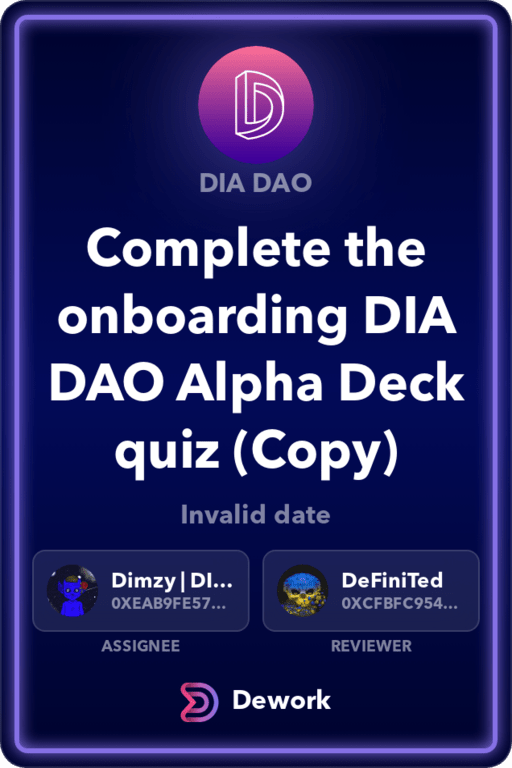 DIA DAO
Complete the
onboarding DIA
DAO Alpha Deck
quiz (Copy)
Invalid date
Dimzy | DI...
0XEAB9FE57...
ASSIGNEE
DeFiniTed
0XCFBFC954...
REVIEWER
Dework